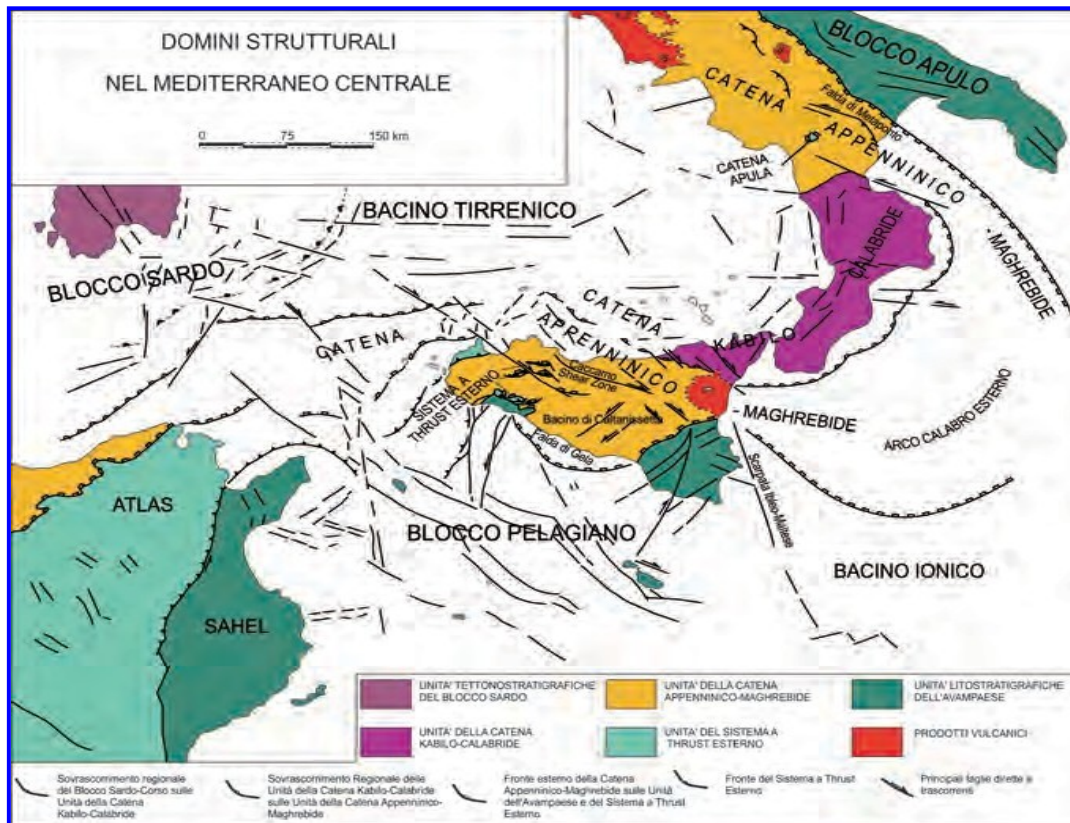 DOMINI STRUTTURALI
NEL MEDITERRANEO CENTRALE
0 75 150 km
BLOCCO APULO
CATENA
Falda di Metaponto
APPENNINICO
CATENA
APULA
BACINO TIRRENICO
CALABRIDE
- MAGHREBIDE
BLOCCO SARDO
CATENA
CATENA
APPENNINICO
KABILO
SISTEMA A
THRUST ESTERNO
Shear Zone
Bacino di Caltanissetta
- MAGHREBIDE
ARCO CALABRO ESTERNO
Falda di Gela
Scarpata Ibleo-Maltese
ATLAS
BLOCCO PELAGIANO
BACINO IONICO
SAHEL
UNITA' TETTONOSTRATIGRAFICHE
DEL BLOCCO SARDO
UNITA' DELLA CATENA
APPENNINICO-MAGHREBIDE
UNITA' LITOSTRATIGRAFICHE
DELL'AVAMPAESE
UNITA' DELLA CATENA
KABILO-CALABRIDE
UNITA' DEL SISTEMA A
THRUST ESTERNO
PRODOTTI VULCANICI
Sovrascorrimento regionale
del Blocco Sardo-Corso sulle
Unità della Catena
Kabilo-Calabride
Sovrascorrimento Regionale delle
Unità della Catena Kabilo-Calabride
sulle Unità della Catena Appenninico-
Maghrebide
Fronte esterno della Catena
Appenninico-Maghrebide sulle Unità
dell'Avampaese e del Sistema a Thrust
Esterno
Fronte del Sistema a Thrust
Esterno
Principali faglie dirette e
trascorrenti